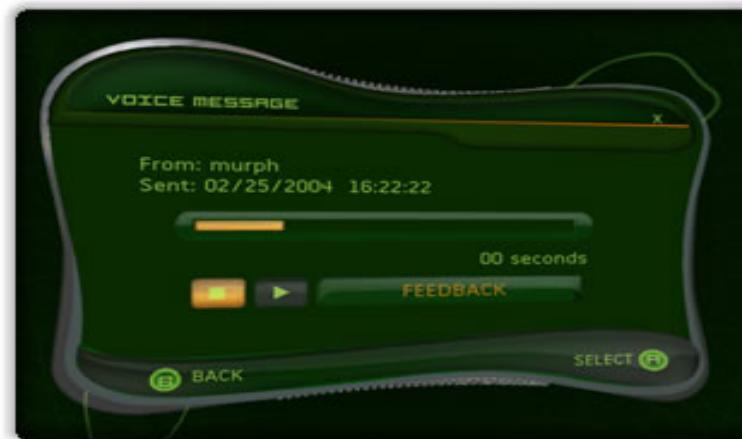 VOICE MESSAGE
X
From: murph
Sent: 02/25/2004 16:22:22
00 seconds
FEEDBACK
B BACK
SELECT A